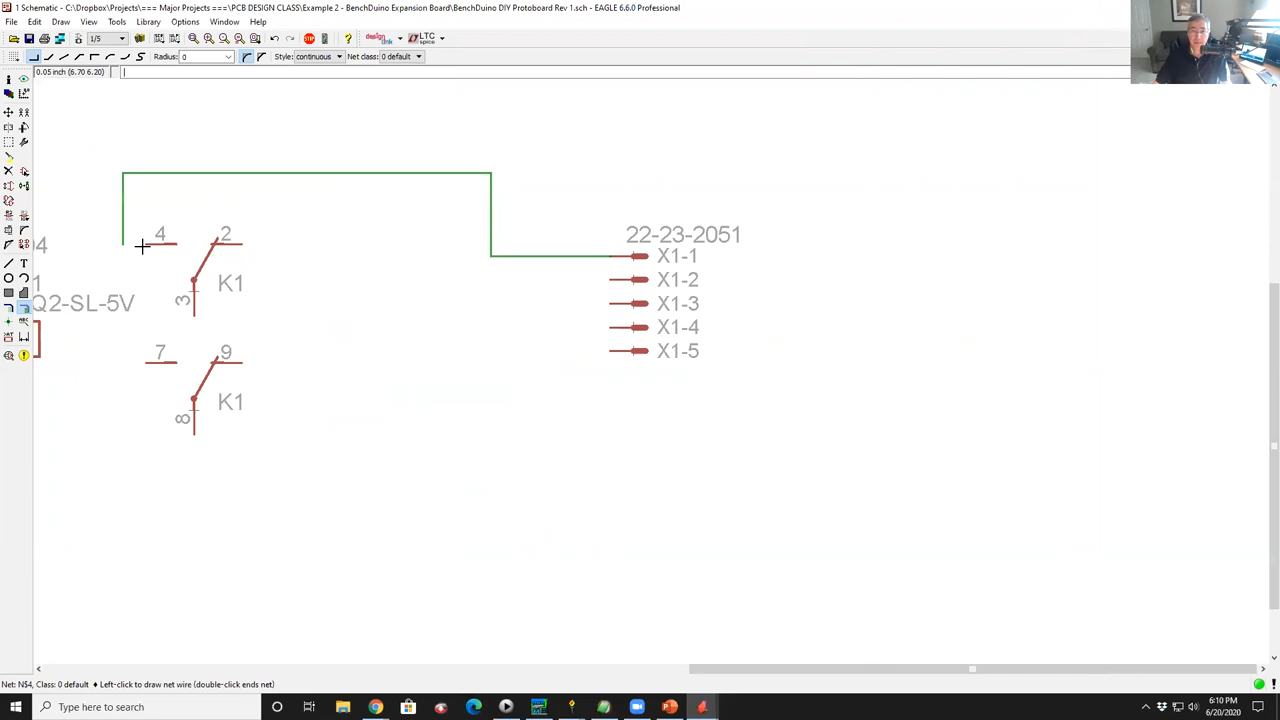 1 Schematic - C:\Dropbox\Projects\=== Major Projects ===\PCB DESIGN CLASS\Example 2 - BenchDuino Expansion Board\BenchDuino DIY Protoboard Rev 1.sch - EAGLE 6.6.0 Professional
File Edit Draw View Tools Library Options Window Help
1/5 design link LTC spice
Radius: 0 Style: continuous Net class: 0 default
0.05 inch (6.70 6.20)
22-23-2051
4 2
X1-1
K1
X1-2
3
X1-3
Q2-SL-5V
X1-4
X1-5
7 9
K1
8
Net: N$4, Class: 0 default ♦ Left-click to draw net wire (double-click ends net)
Type here to search
6:10 PM
6/20/2020